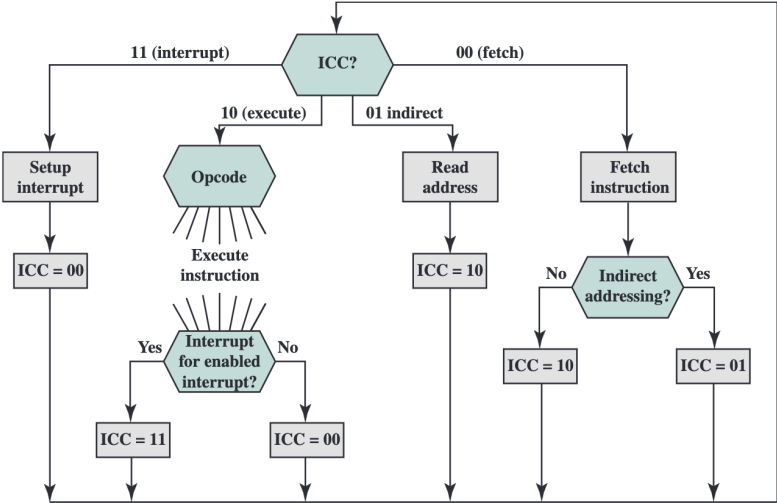 11 (interrupt)
ICC?
00 (fetch)
10 (execute)
01 indirect
Setup
interrupt
Opcode
Read
address
Fetch
instruction
ICC = 00
Execute
instruction
ICC = 10
No
Indirect
addressing?
Yes
Yes
Interrupt
for enabled
interrupt?
No
ICC = 10
ICC = 01
ICC = 11
ICC = 00